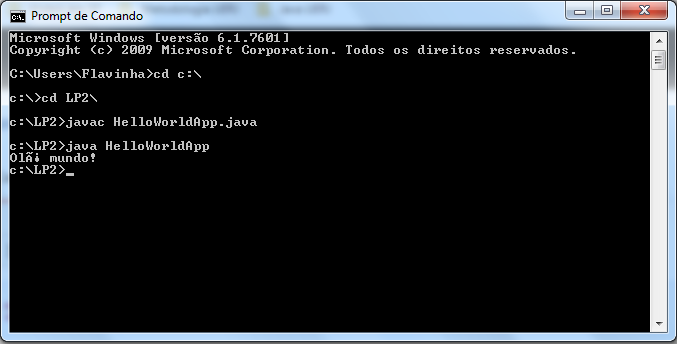 Prompt de Comando
Microsoft Windows [versão 6.1.7601]
Copyright (c) 2009 Microsoft Corporation. Todos os direitos reservados.
C:\Users\Flavinha>cd c:\
c:\>cd LP2\
c:\LP2>javac HelloWorldApp.java
c:\LP2>java HelloWorldApp
OlÃ¡ mundo!
c:\LP2>_